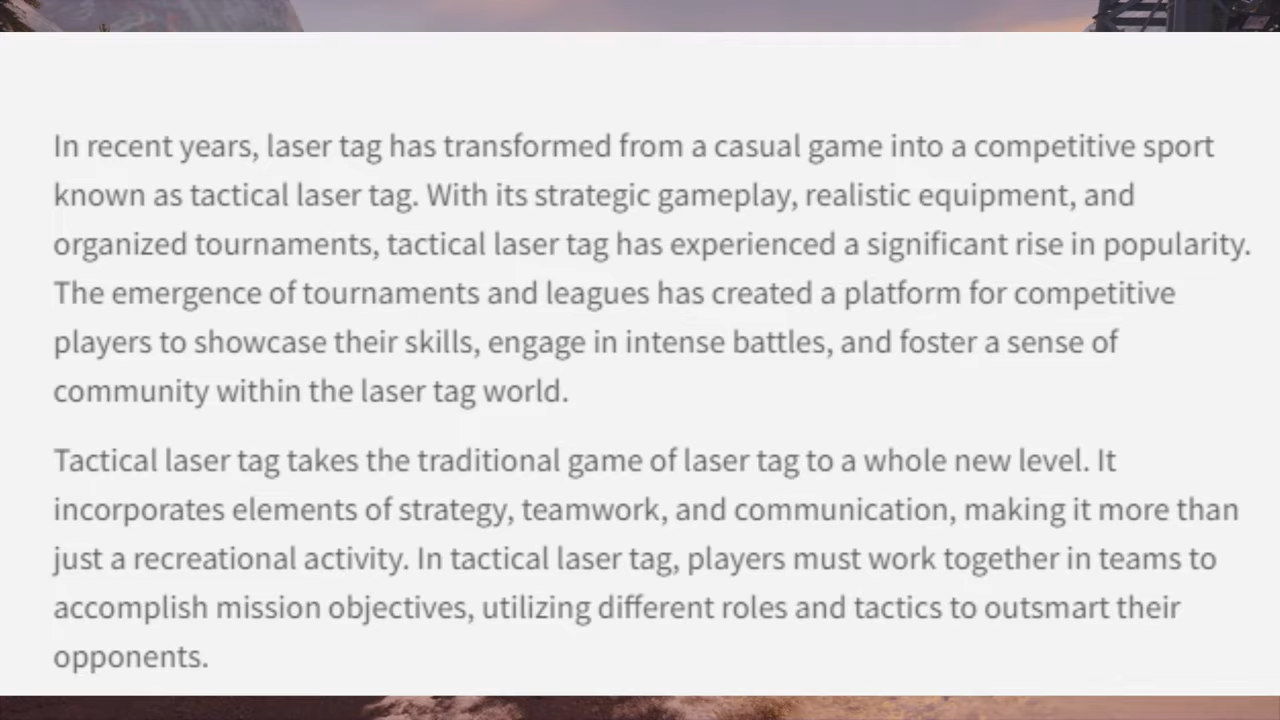 In recent years, laser tag has transformed from a casual game into a competitive sport
known as tactical laser tag. With its strategic gameplay, realistic equipment, and
organized tournaments, tactical laser tag has experienced a significant rise in popularity.
The emergence of tournaments and leagues has created a platform for competitive
players to showcase their skills, engage in intense battles, and foster a sense of
community within the laser tag world.
Tactical laser tag takes the traditional game of laser tag to a whole new level. It
incorporates elements of strategy, teamwork, and communication, making it more than
just a recreational activity. In tactical laser tag, players must work together in teams to
accomplish mission objectives, utilizing different roles and tactics to outsmart their
opponents.